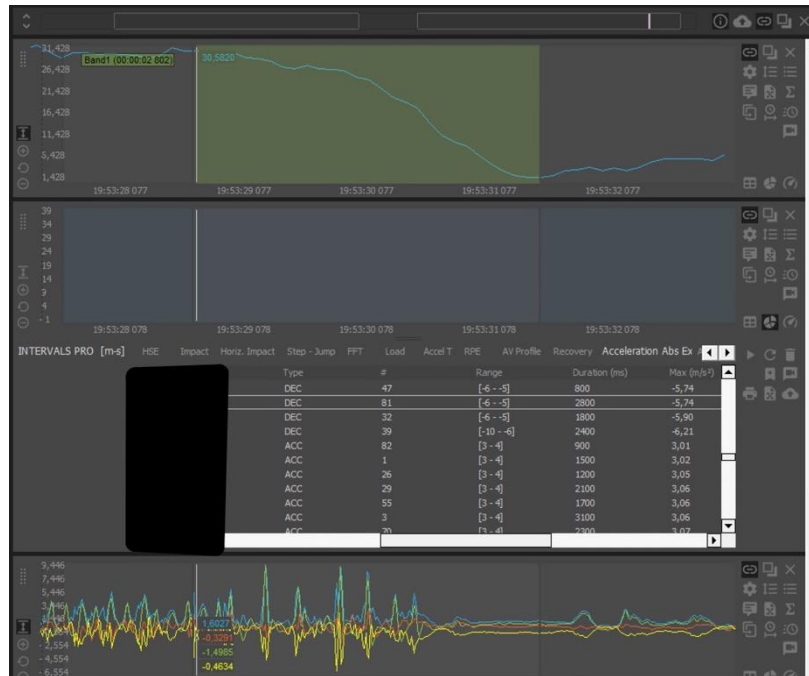 31,428
Band1 (00:00:02 802)
30,5820
26,428
21,428
16,428
11,428
6,428
1,428
19:53:28 077 19:53:29 077 19:53:30 077 19:53:31 077 19:53:32 077
39
34
29
24
19
14
9
4
-1
19:53:28 078 19:53:29 078 19:53:30 078 19:53:31 078 19:53:32 078
INTERVALS PRO [m-s] HSE Impact Horiz. Impact Step - Jump FFT Load Accel T RPE AV Profile Recovery Acceleration Abs Ex
Type # Range Duration (ms) Max (m/s²)
DEC 47 [-6 - -5] 800 -5,74
DEC 81 [-6 - -5] 2800 -5,74
DEC 32 [-6 - -5] 1800 -5,90
DEC 39 [-10 - -6] 2400 -6,21
ACC 82 [3 - 4] 900 3,01
ACC 1 [3 - 4] 1500 3,02
ACC 26 [3 - 4] 1200 3,05
ACC 29 [3 - 4] 2100 3,06
ACC 55 [3 - 4] 1700 3,06
ACC 3 [3 - 4] 3100 3,06
ACC 70 [3 - 4] 2300 3,07
9,446
7,446
5,446
1,6027
-0,3291
-2,554
-1,4985
-4,554
-0,4634
-6,554